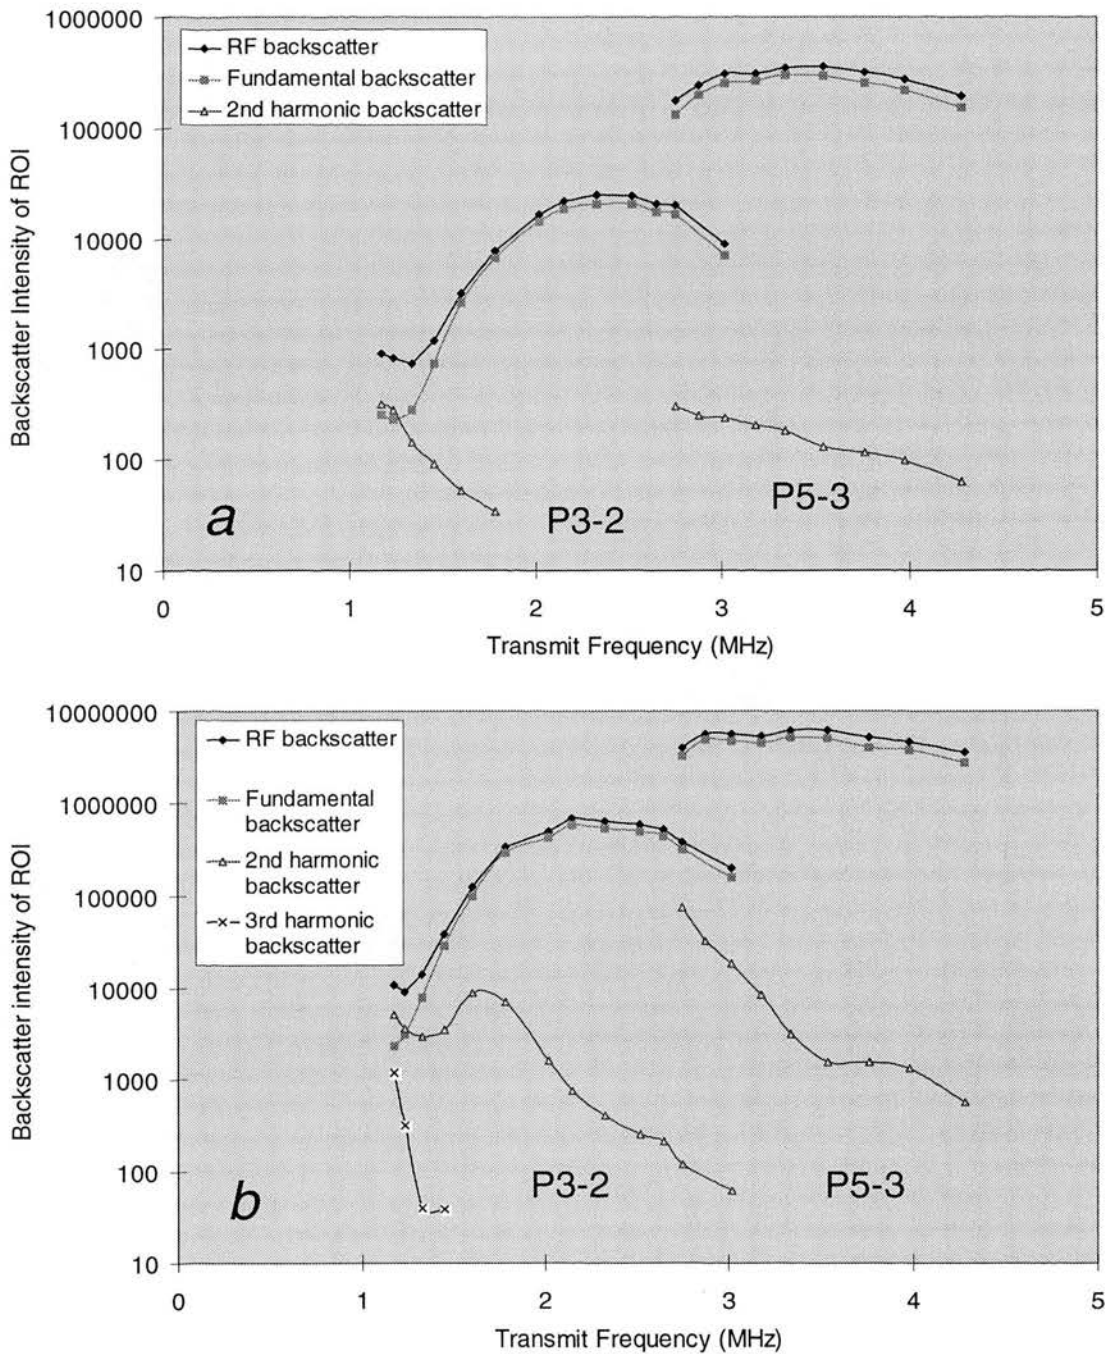 1000000
100000
10000
1000
100
10
Backscatter Intensity of ROI
RF backscatter
Fundamental backscatter
2nd harmonic backscatter
a
P3-2
P5-3
0
1
2
3
4
5
Transmit Frequency (MHz)
10000000
1000000
100000
10000
1000
100
10
Backscatter intensity of ROI
RF backscatter
Fundamental
backscatter
2nd harmonic
backscatter
3rd harmonic
backscatter
b
P3-2
P5-3
0
1
2
3
4
5
Transmit Frequency (MHz)